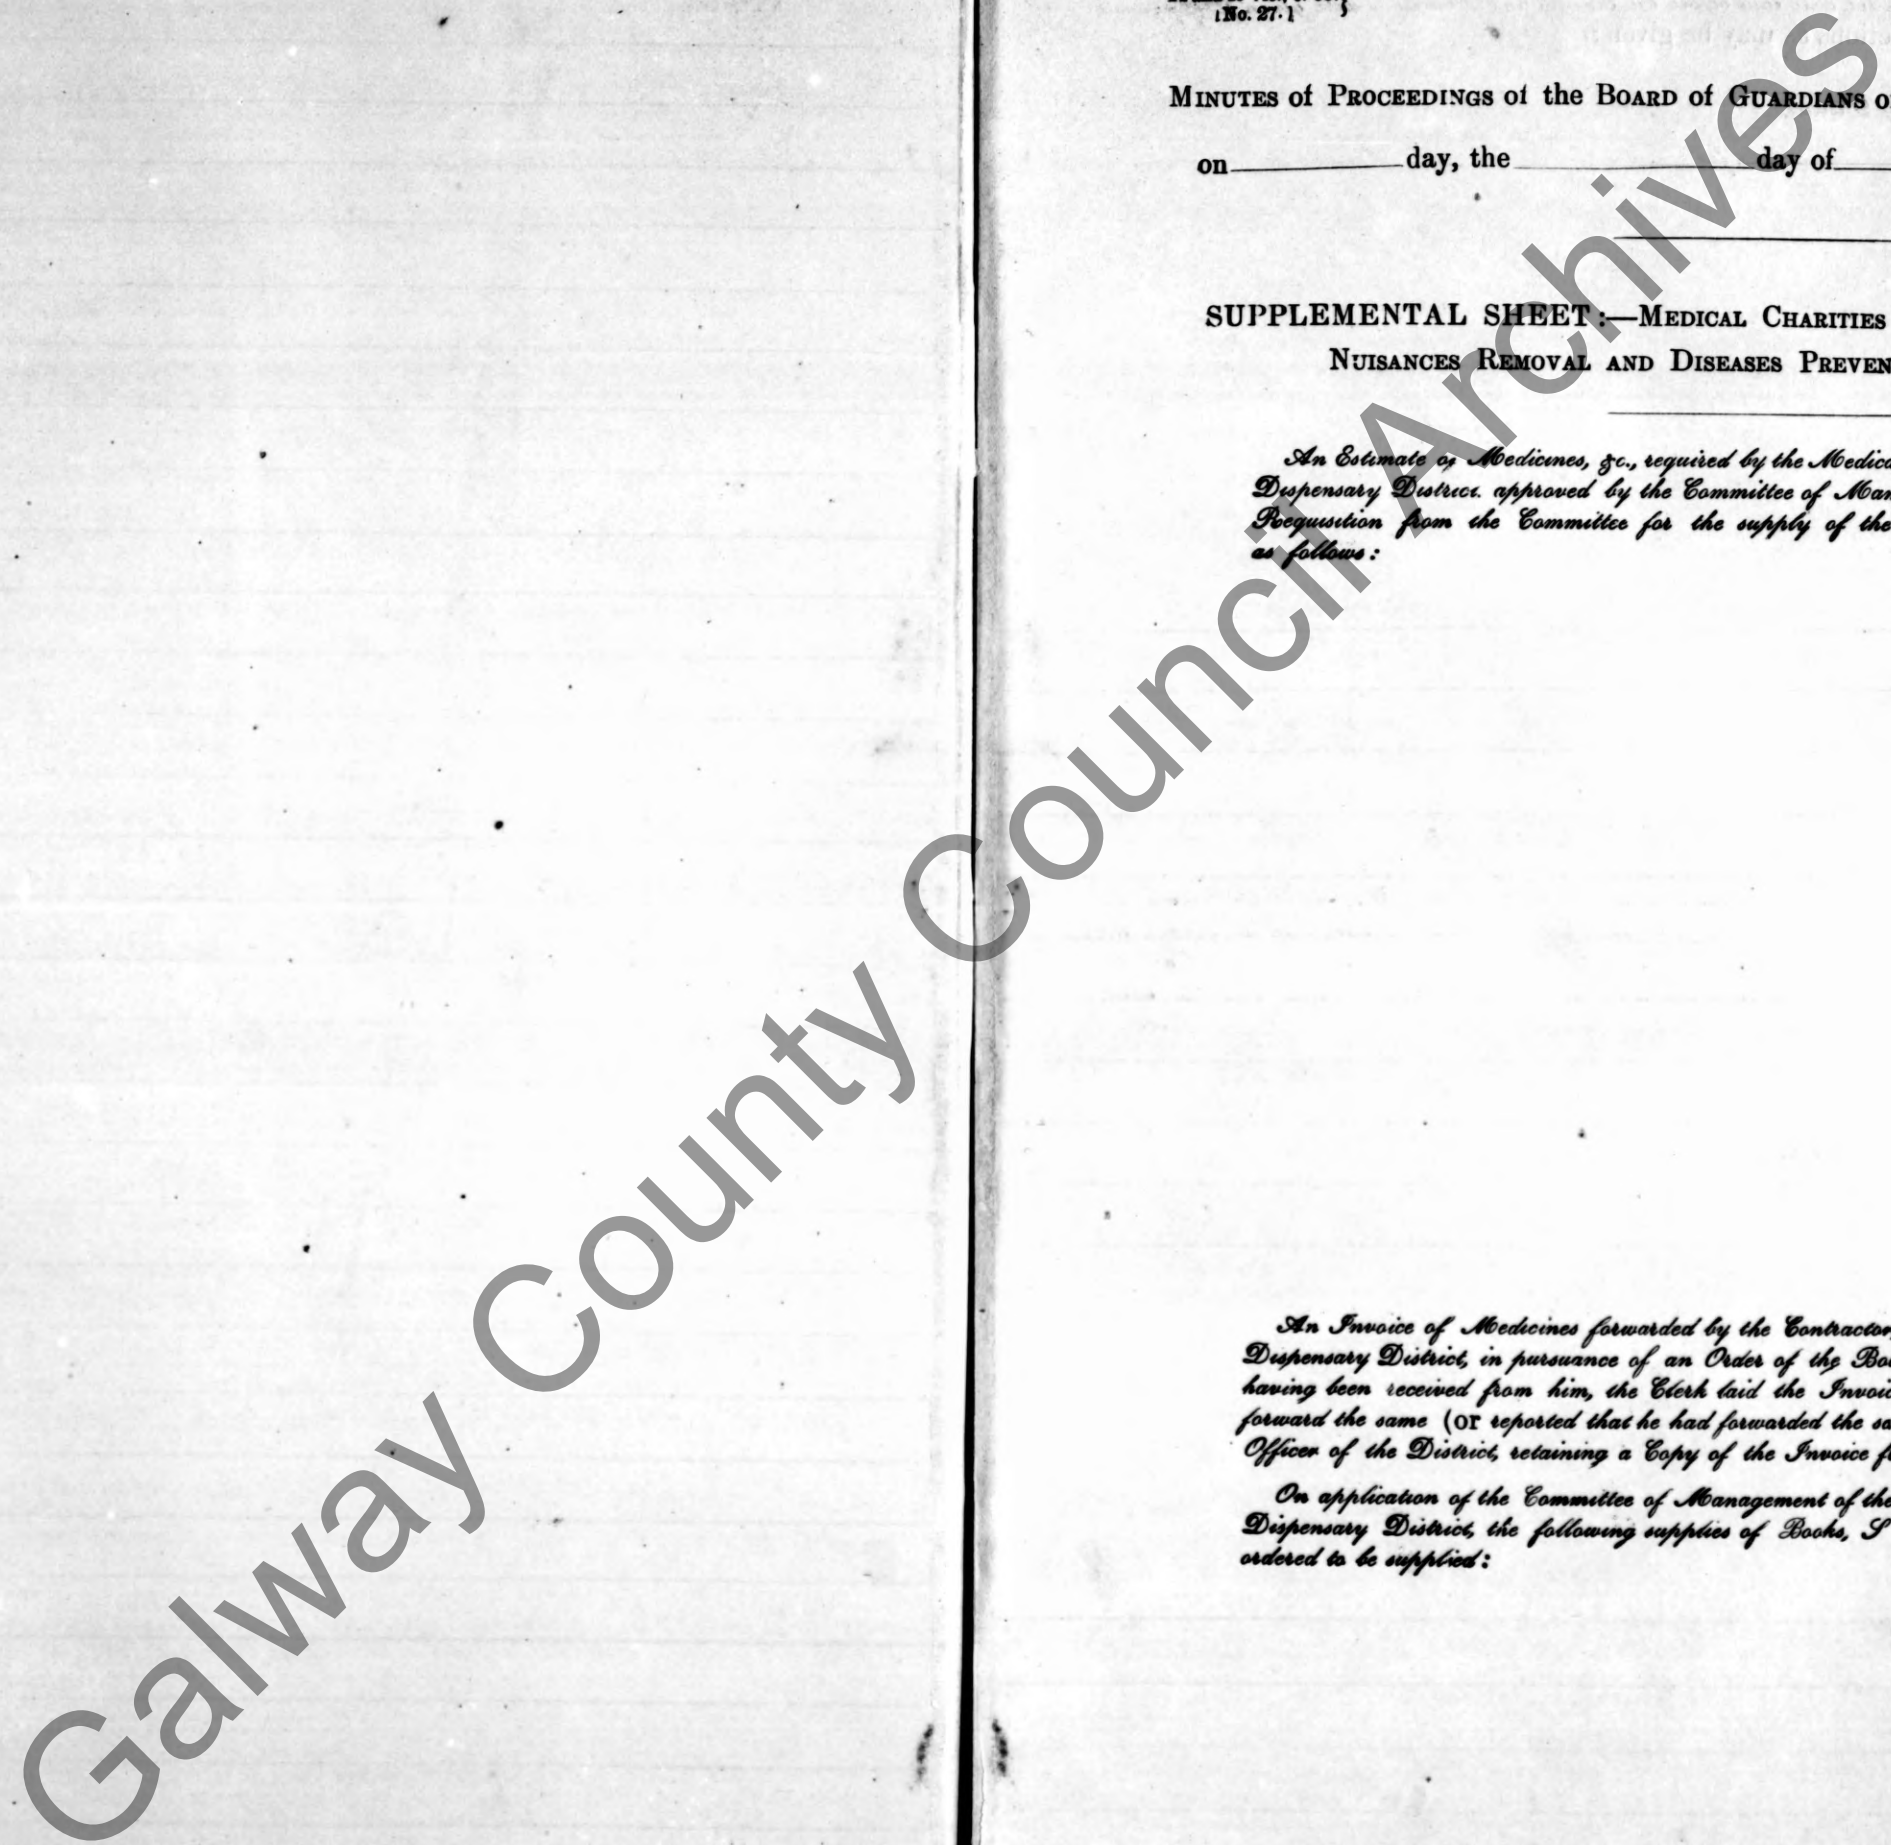 [No. 27.]
MINUTES of PROCEEDINGS of the BOARD of GUARDIANS
on day, the day of
SUPPLEMENTAL SHEET:—MEDICAL CHARITIES
NUISANCES REMOVAL AND DISEASES PREVEN
An Estimate of Medicines, &c., required by the Medica
Dispensary District. approved by the Committee of Man
Requisition from the Committee for the supply of the
as follows:
An Invoice of Medicines forwarded by the Contractor,
Dispensary District, in pursuance of an Order of the Boa
having been received from him, the Clerk laid the Invoic
forward the same (or reported that he had forwarded the sa
Officer of the District, retaining a Copy of the Invoice f
On application of the Committee of Management of the
Dispensary District, the following supplies of Books, S
ordered to be supplied:
Galway County Council Archives